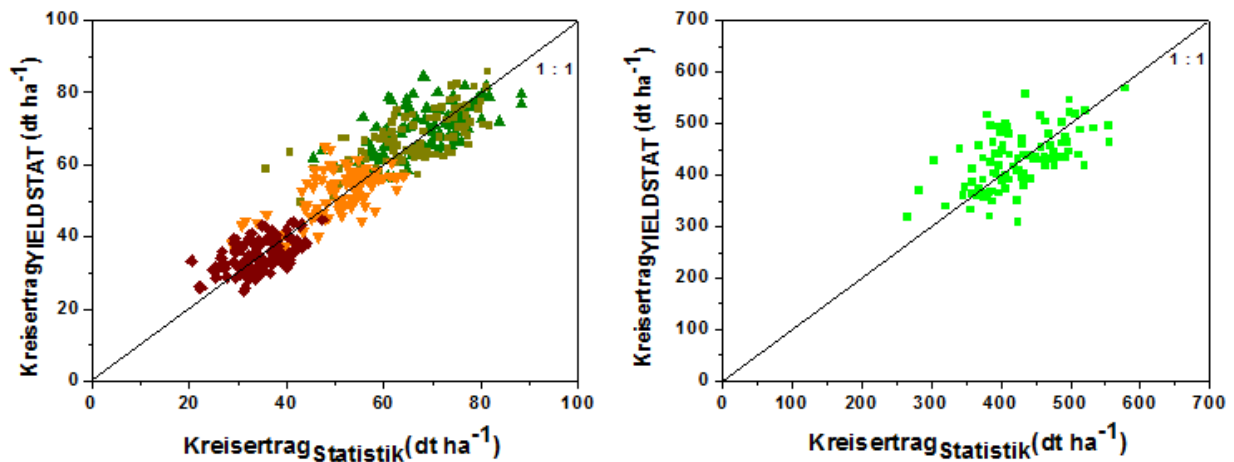 100
80
60
40
20
0
0 20 40 60 80 100
Kreisertrag YIELDSTAT (dt ha⁻¹)
Kreisertrag Statistik (dt ha⁻¹)
1 : 1
700
600
500
400
300
200
100
0
0 100 200 300 400 500 600 700
Kreisertrag YIELDSTAT (dt ha⁻¹)
Kreisertrag Statistik (dt ha⁻¹)
1 : 1